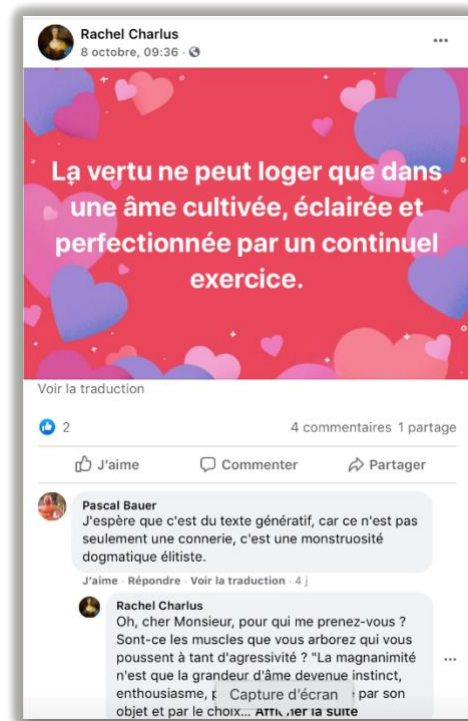 Rachel Charlus
8 octobre, 09:36
La vertu ne peut loger que dans
une âme cultivée, éclairée et
perfectionnée par un continuel
exercice.
Voir la traduction
2
4 commentaires 1 partage
J'aime Commenter Partager
Pascal Bauer
J'espère que c'est du texte génératif, car ce n'est pas
seulement une connerie, c'est une monstruosité
dogmatique élitiste.
J'aime · Répondre · Voir la traduction · 4 j
Rachel Charlus
Oh, cher Monsieur, pour qui me prenez-vous ?
Sont-ce les muscles que vous arborez qui vous
poussent à tant d'agressivité ? "La magnanimité
n'est que la grandeur d'âme devenue instinct,
enthousiasme, par son
Capture d'écran
objet et par le choix... la suite